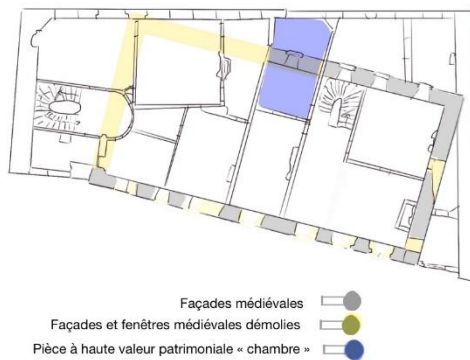 Façades médiévales
Façades et fenêtres médiévales démolies
Pièce à haute valeur patrimoniale « chambre »